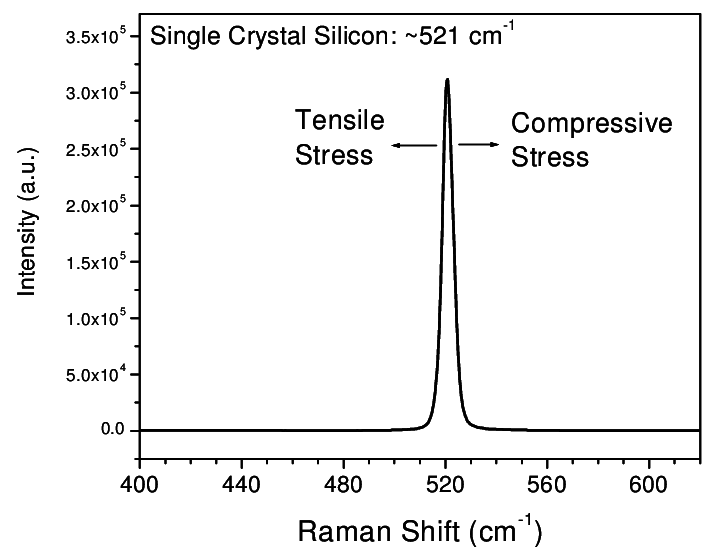 Single Crystal Silicon: ~521 cm⁻¹
3.5x10⁵
3.0x10⁵
2.5x10⁵
2.0x10⁵
1.5x10⁵
1.0x10⁵
5.0x10⁴
0.0
Intensity (a.u.)
Tensile
Stress
Compressive
Stress
400 440 480 520 560 600
Raman Shift (cm⁻¹)